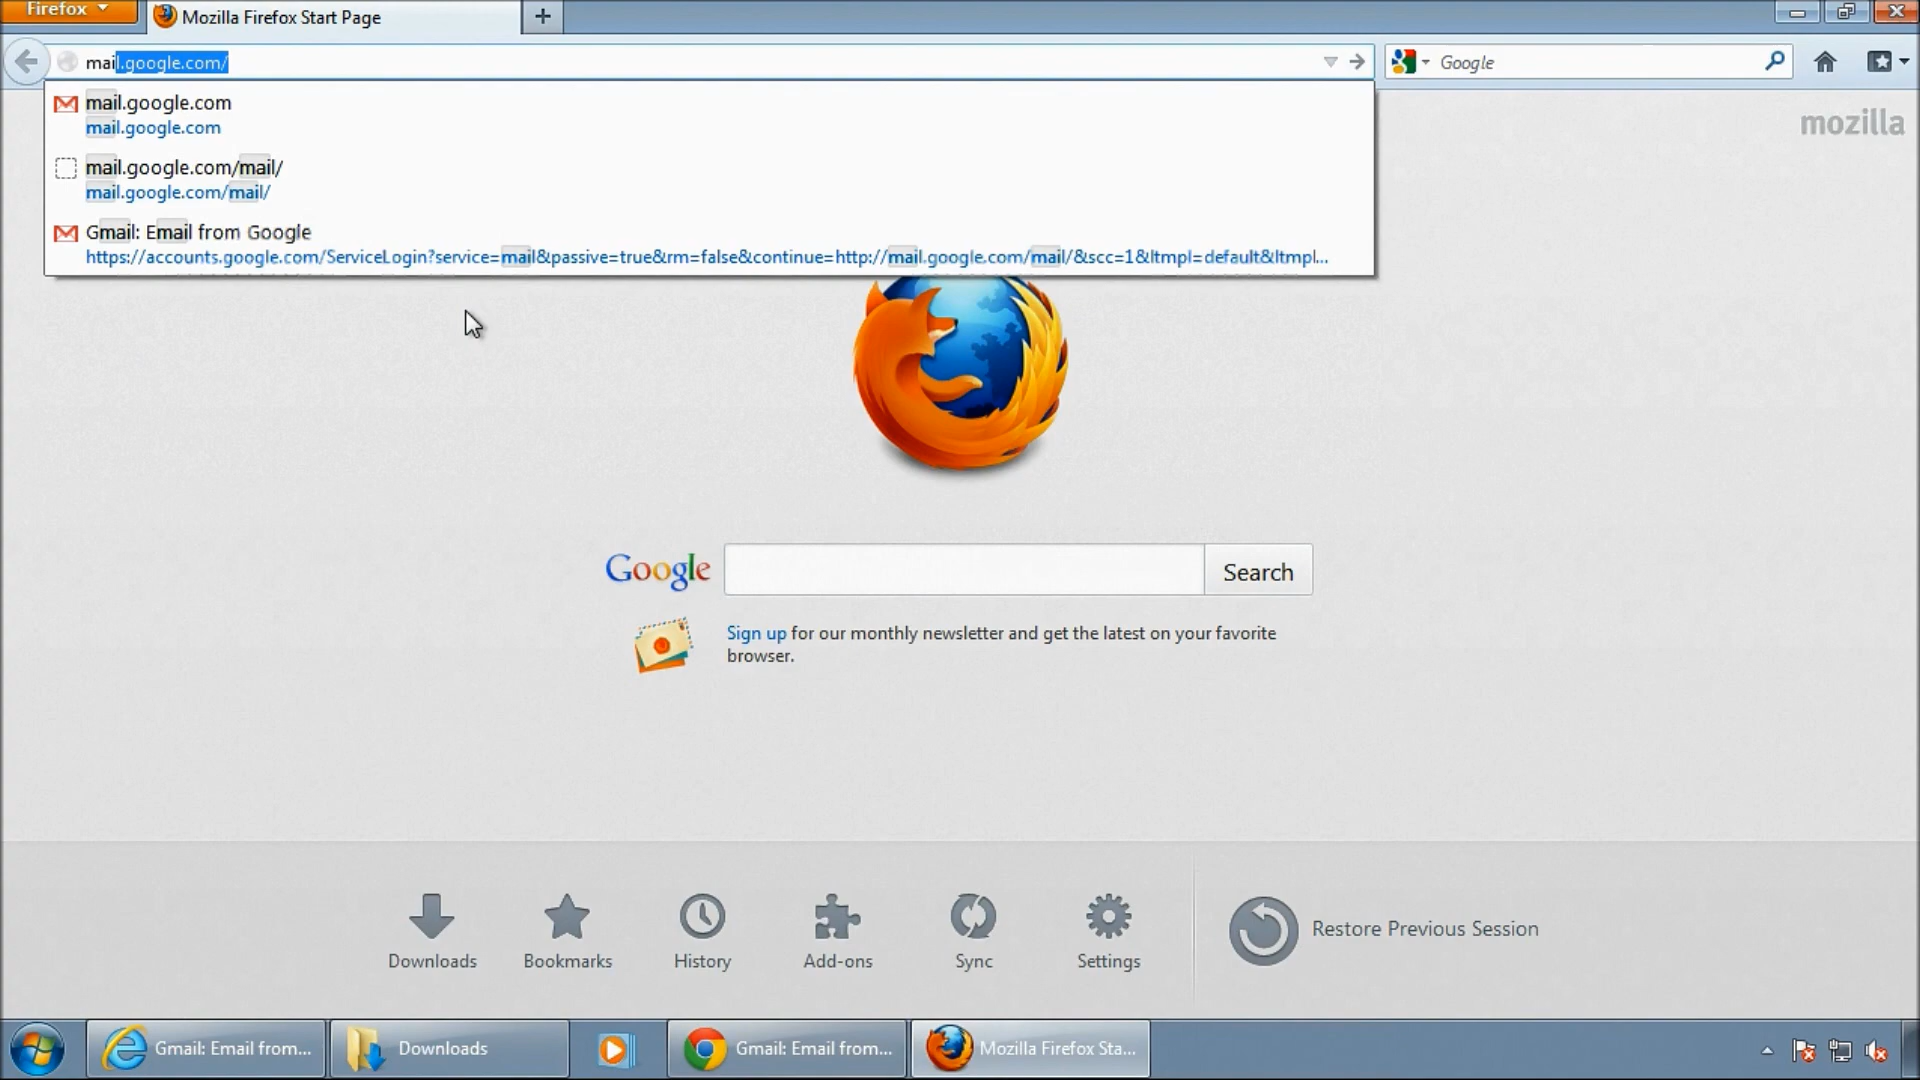 Firefox
Mozilla Firefox Start Page
mail.google.com/
Google
mail.google.com
mail.google.com
mail.google.com/mail/
mail.google.com/mail/
Gmail: Email from Google
https://accounts.google.com/ServiceLogin?service=mail&passive=true&rm=false&continue=http://mail.google.com/mail/&scc=1&ltmpl=default&ltmpl...
mozilla
Google
Search
Sign up for our monthly newsletter and get the latest on your favorite
browser.
Downloads
Bookmarks
History
Add-ons
Sync
Settings
Restore Previous Session
Gmail: Email from...
Downloads
Gmail: Email from...
Mozilla Firefox Sta...